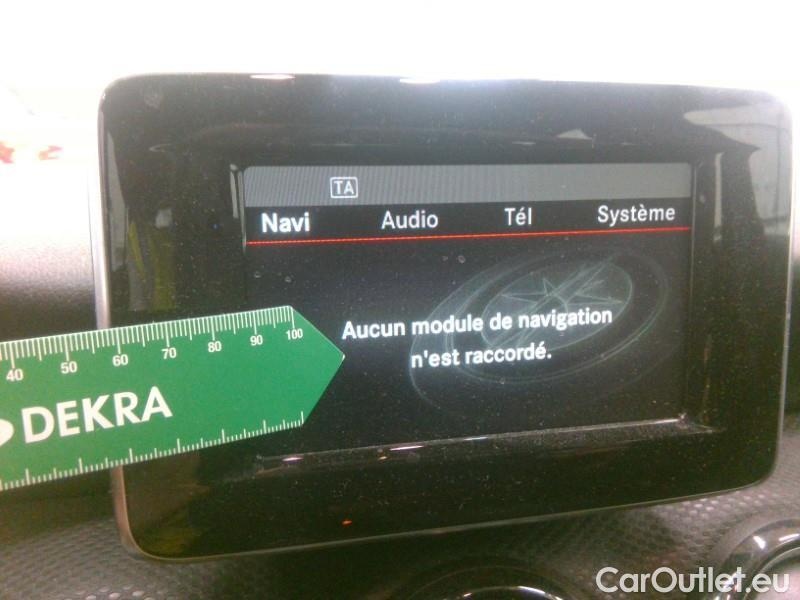 TA
Navi Audio Tél Système
Aucun module de navigation
n'est raccordé.
40 50 60 70 80 90 100
DEKRA
CarOutlet.eu